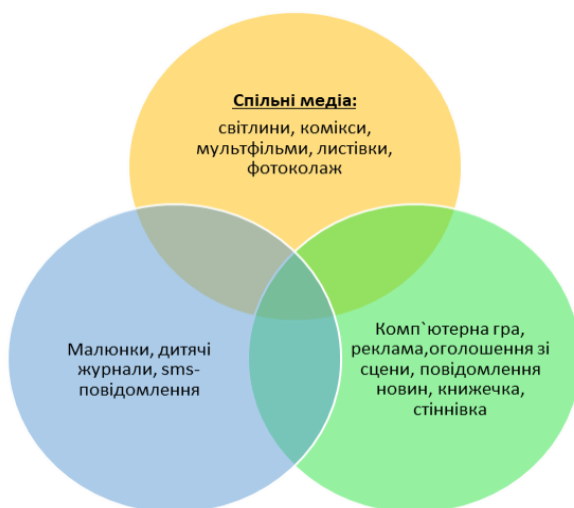 Спільні медіа:
світлини, комікси,
мультфільми, листівки,
фотоколаж
Малюнки, дитячі
журнали, sms-
повідомлення
Комп`ютерна гра,
реклама,оголошення зі
сцени, повідомлення
новин, книжечка,
стіннівка